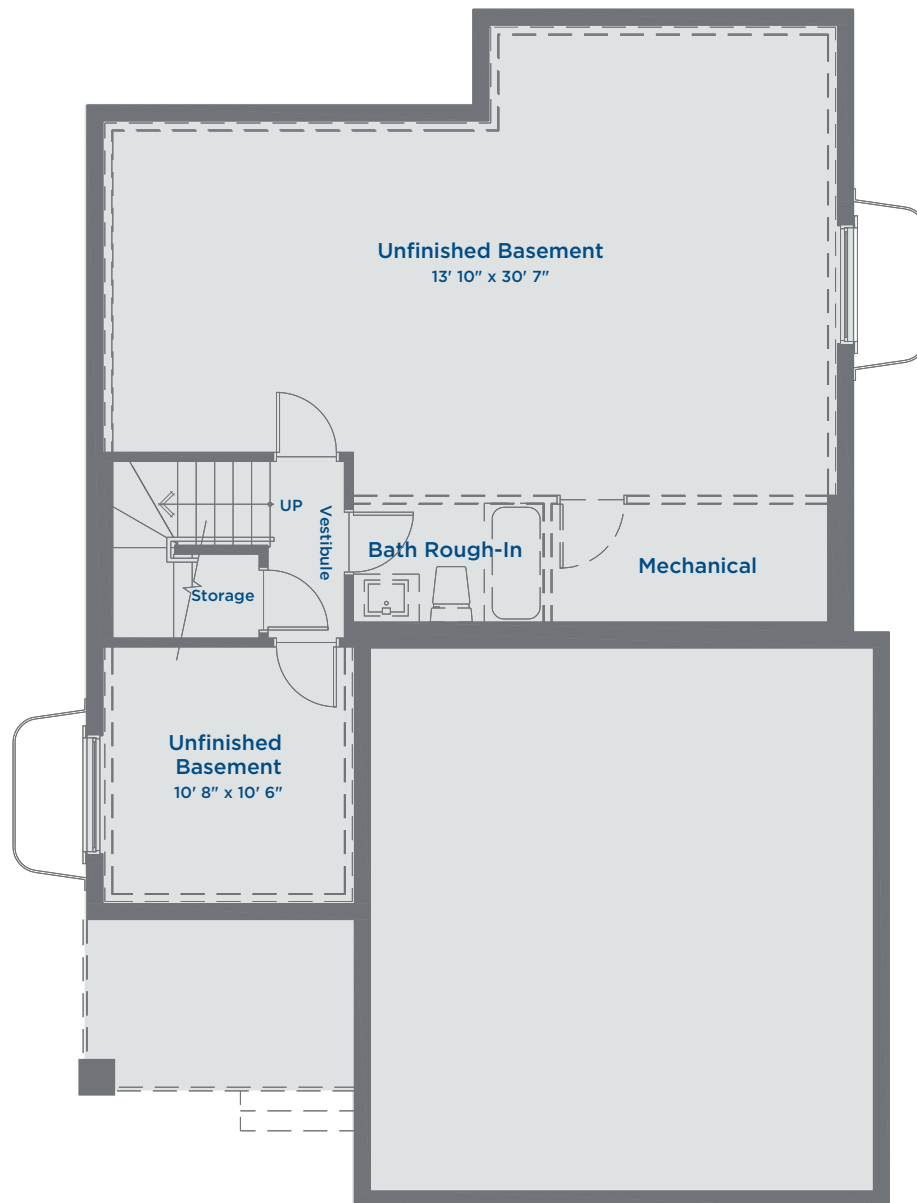 Unfinished Basement
13' 10" x 30' 7"
UP
Vestibule
Bath Rough-In
Mechanical
Storage
Unfinished
Basement
10' 8" x 10' 6"